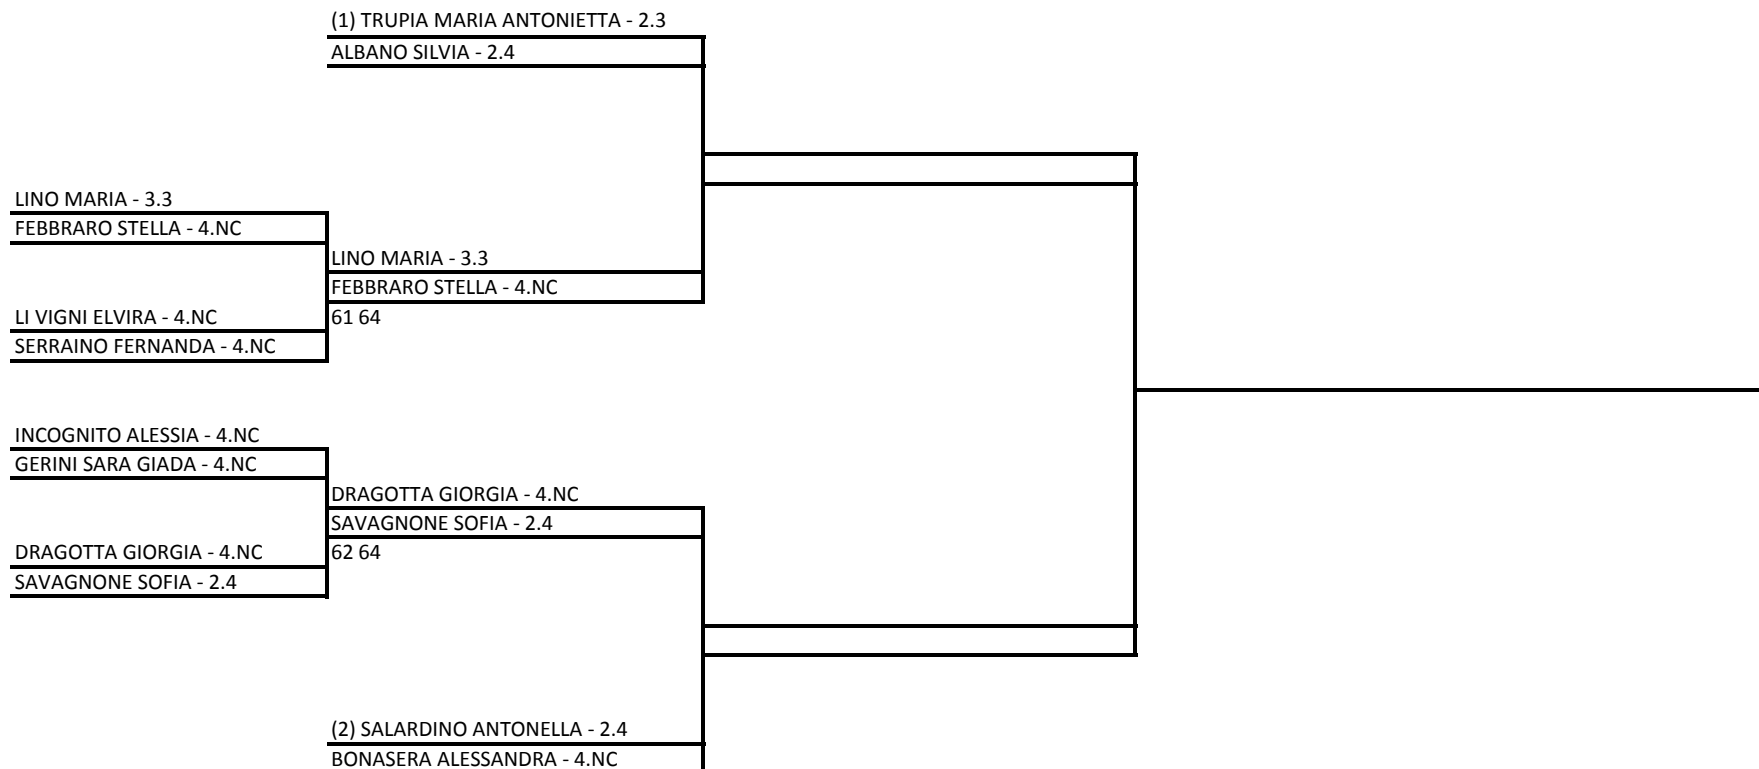 (1) TRUPIA MARIA ANTONIETTA - 2.3
ALBANO SILVIA - 2.4
LINO MARIA - 3.3
FEBBRARO STELLA - 4.NC
LINO MARIA - 3.3
FEBBRARO STELLA - 4.NC
LI VIGNI ELVIRA - 4.NC
61 64
SERRAINO FERNANDA - 4.NC
INCOGNITO ALESSIA - 4.NC
GERINI SARA GIADA - 4.NC
DRAGOTTA GIORGIA - 4.NC
SAVAGNONE SOFIA - 2.4
DRAGOTTA GIORGIA - 4.NC
62 64
SAVAGNONE SOFIA - 2.4
(2) SALARDINO ANTONELLA - 2.4
BONASERA ALESSANDRA - 4.NC